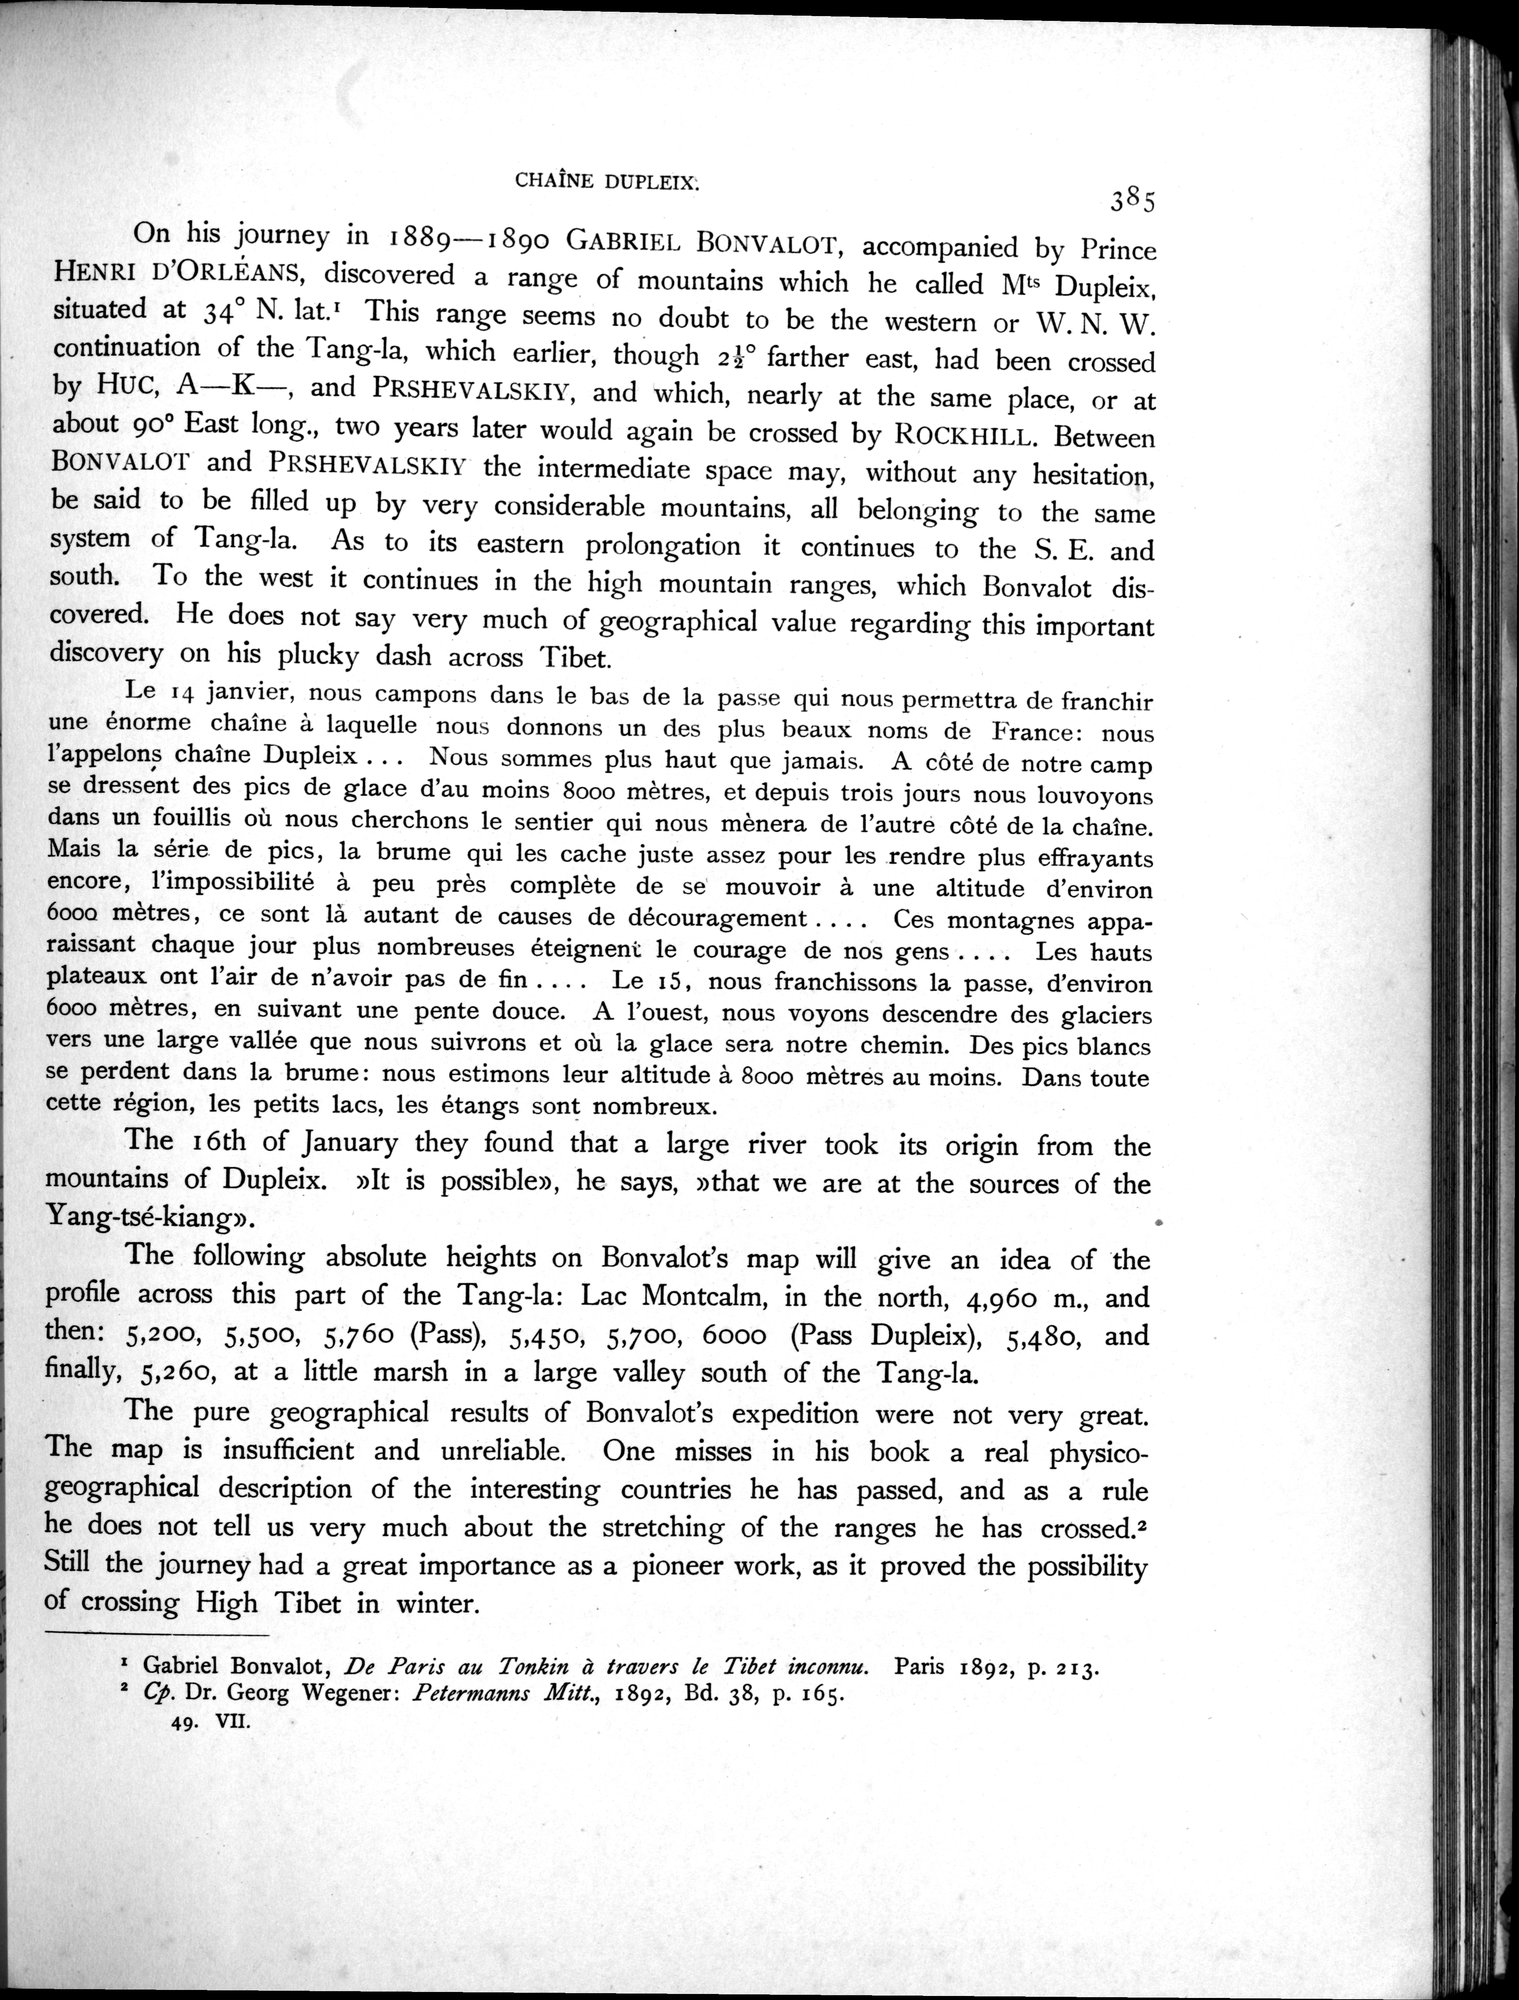 CHAÎNE DUPLEIX.
385
On his journey in 1889—1890 GABRIEL BONVALOT, accompanied by Prince
HENRI D'ORLÉANS, discovered a range of mountains which he called Mts Dupleix,
situated at 34° N. lat.¹ This range seems no doubt to be the western or W. N. W.
continuation of the Tang-la, which earlier, though 2½° farther east, had been crossed
by HUC, A—K—, and PRSHEVALSKIY, and which, nearly at the same place, or at
about 90° East long., two years later would again be crossed by ROCKHILL. Between
BONVALOT and PRSHEVALSKIY the intermediate space may, without any hesitation,
be said to be filled up by very considerable mountains, all belonging to the same
system of Tang-la. As to its eastern prolongation it continues to the S. E. and
south. To the west it continues in the high mountain ranges, which Bonvalot dis-
covered. He does not say very much of geographical value regarding this important
discovery on his plucky dash across Tibet.
Le 14 janvier, nous campons dans le bas de la passe qui nous permettra de franchir
une énorme chaîne à laquelle nous donnons un des plus beaux noms de France: nous
l'appelons chaîne Dupleix ... Nous sommes plus haut que jamais. A côté de notre camp
se dressent des pics de glace d'au moins 8000 mètres, et depuis trois jours nous louvoyons
dans un fouillis où nous cherchons le sentier qui nous mènera de l'autre côté de la chaîne.
Mais la série de pics, la brume qui les cache juste assez pour les rendre plus effrayants
encore, l'impossibilité à peu près complète de se mouvoir à une altitude d'environ
6000 mètres, ce sont là autant de causes de découragement .... Ces montagnes appa-
raissant chaque jour plus nombreuses éteignent le courage de nos gens .... Les hauts
plateaux ont l'air de n'avoir pas de fin .... Le 15, nous franchissons la passe, d'environ
6000 mètres, en suivant une pente douce. A l'ouest, nous voyons descendre des glaciers
vers une large vallée que nous suivrons et où la glace sera notre chemin. Des pics blancs
se perdent dans la brume: nous estimons leur altitude à 8000 mètres au moins. Dans toute
cette région, les petits lacs, les étangs sont nombreux.
The 16th of January they found that a large river took its origin from the
mountains of Dupleix. »It is possible», he says, »that we are at the sources of the
Yang-tsé-kiang».
The following absolute heights on Bonvalot's map will give an idea of the
profile across this part of the Tang-la: Lac Montcalm, in the north, 4,960 m., and
then: 5,200, 5,500, 5,760 (Pass), 5,450, 5,700, 6000 (Pass Dupleix), 5,480, and
finally, 5,260, at a little marsh in a large valley south of the Tang-la.
The pure geographical results of Bonvalot's expedition were not very great.
The map is insufficient and unreliable. One misses in his book a real physico-
geographical description of the interesting countries he has passed, and as a rule
he does not tell us very much about the stretching of the ranges he has crossed.²
Still the journey had a great importance as a pioneer work, as it proved the possibility
of crossing High Tibet in winter.
¹ Gabriel Bonvalot, De Paris au Tonkin à travers le Tibet inconnu. Paris 1892, p. 213.
² Cp. Dr. Georg Wegener: Petermanns Mitt., 1892, Bd. 38, p. 165.
49. VII.